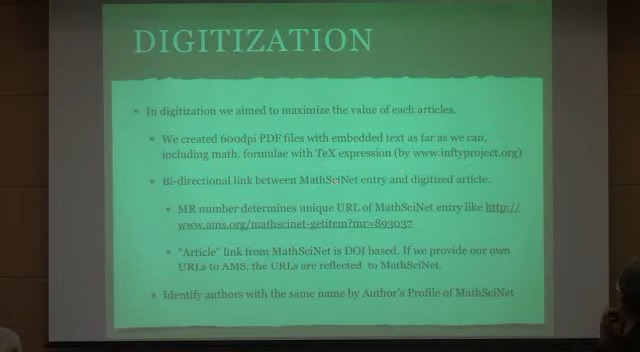 DIGITIZATION
In digitization we aimed to maximize the value of each articles.
We created 600dpi PDF files with embedded text as far as we can,
including math. formulae with TeX expression (by www.inftyproject.org)
Bi-directional link between MathSciNet entry and digitized article.
MR number determines unique URL of MathSciNet entry like http://
www.ams.org/mathscinet-getitem?mr=893037
"Article" link from MathSciNet is DOI based. If we provide our own
URLs to AMS, the URLs are reflected to MathSciNet.
Identify authors with the same name by Author's Profile of MathSciNet